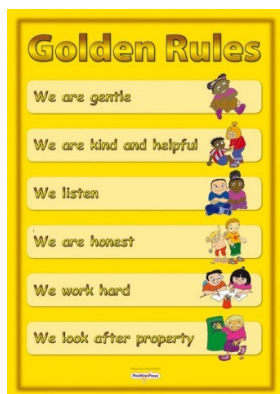 Golden Rules
We are gentle
We are kind and helpful
We listen
We are honest
We work hard
We look after property
PositivePress